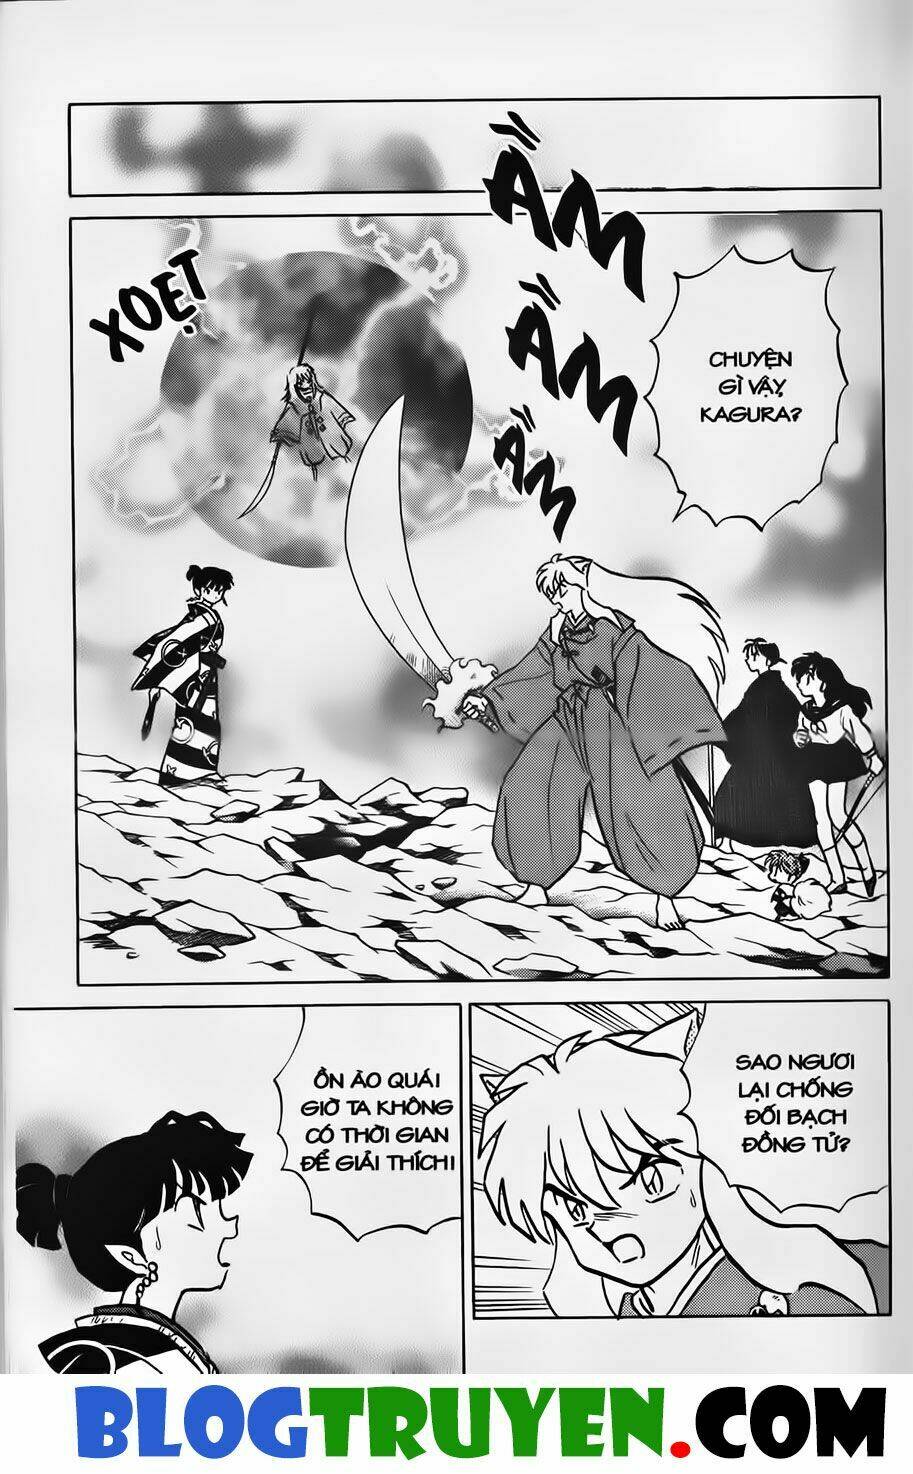 ẦM
ẦM
ẦM
XOẸT
CHUYỆN
GÌ VẬY,
KAGURA?
SAO NGƯƠI
LẠI CHỐNG
ĐỐI BẠCH
ĐỒNG TỬ?
ỒN ÀO QUÁ!
GIỜ TA KHÔNG
CÓ THỜI GIAN
ĐỂ GIẢI THÍCH!
BLOGTRUYEN.COM